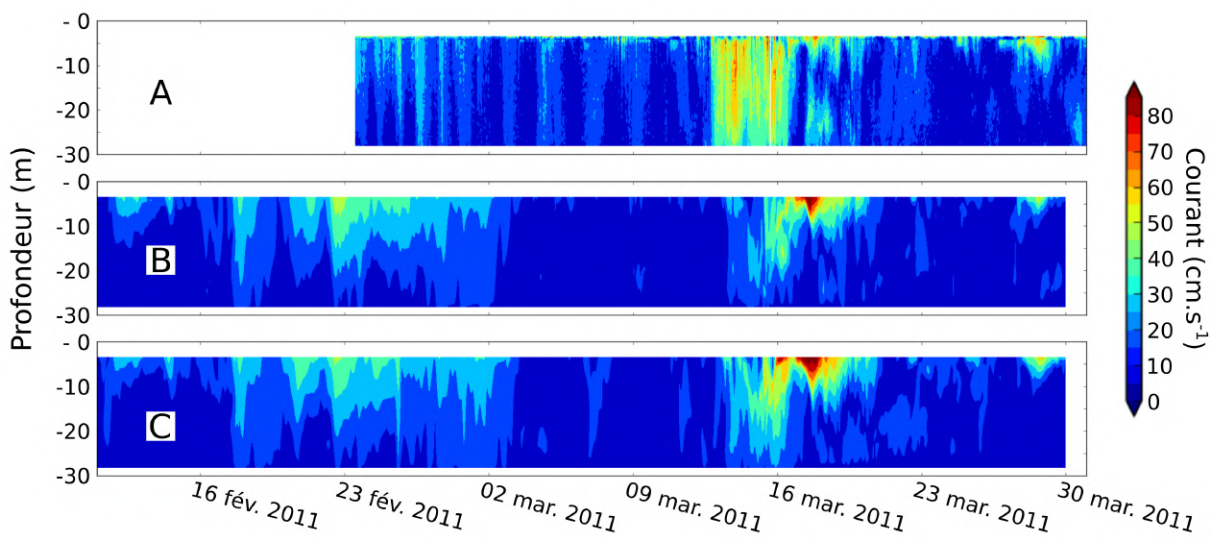 Profondeur (m)
- 0
-10
-20
-30
A
- 0
-10
-20
-30
B
- 0
-10
-20
-30
C
16 fév. 2011
23 fév. 2011
02 mar. 2011
09 mar. 2011
16 mar. 2011
23 mar. 2011
30 mar. 2011
80
70
60
50
40
30
20
10
0
Courant (cm.s⁻¹)